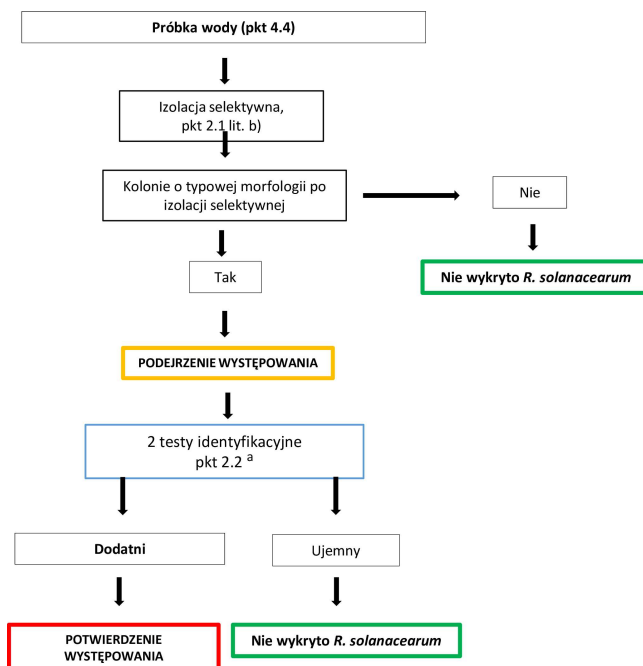 Próbka wody (pkt 4.4)
Izolacja selektywna,
pkt 2.1 lit. b)
Kolonie o typowej morfologii po
izolacji selektywnej
Nie
Tak
Nie wykryto R. solanacearum
PODEJRZENIE WYSTĘPOWANIA
2 testy identyfikacyjne
pkt 2.2 a
Dodatni
Ujemny
POTWIERDZENIE
WYSTĘPOWANIA
Nie wykryto R. solanacearum